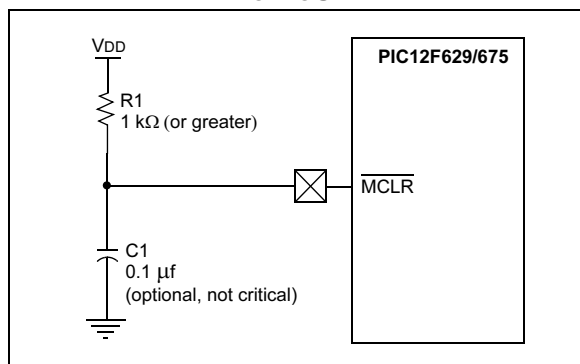 VDD
PIC12F629/675
R1
1 kΩ (or greater)
MCLR
C1
0.1 μf
(optional, not critical)